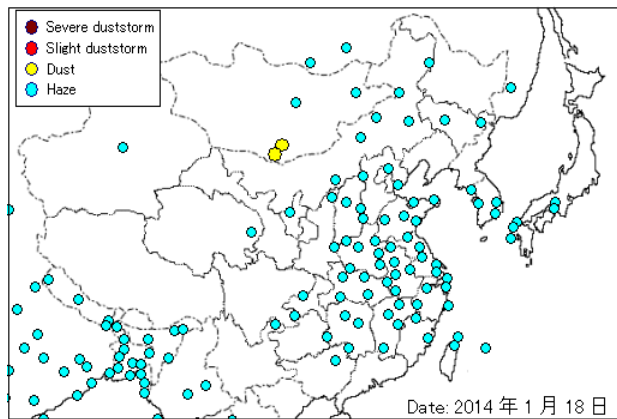 Severe duststorm
Slight duststorm
Dust
Haze
Date: 2014 年 1 月 18 日